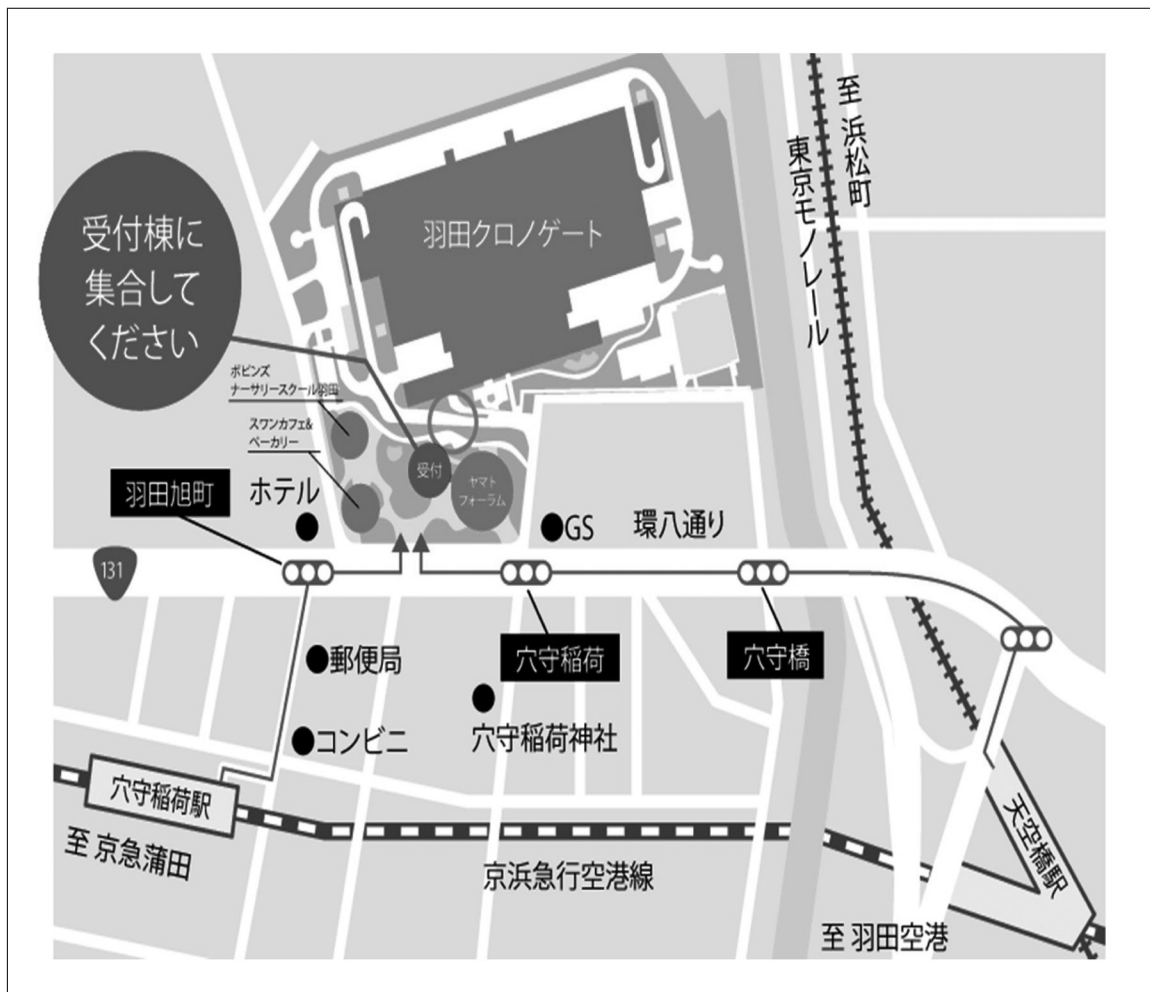 至 浜松町
東京モノレール
羽田クロノゲート
受付棟に
集合して
ください
ポピンズ
ナーサリースクール羽田
スワンカフェ&
ベーカリー
受付
ヤマト
フォーラム
羽田旭町
ホテル
GS
環八通り
131
穴守稲荷
穴守橋
郵便局
コンビニ
穴守稲荷神社
穴守稲荷駅
至 京急蒲田
京浜急行空港線
天空橋駅
至 羽田空港